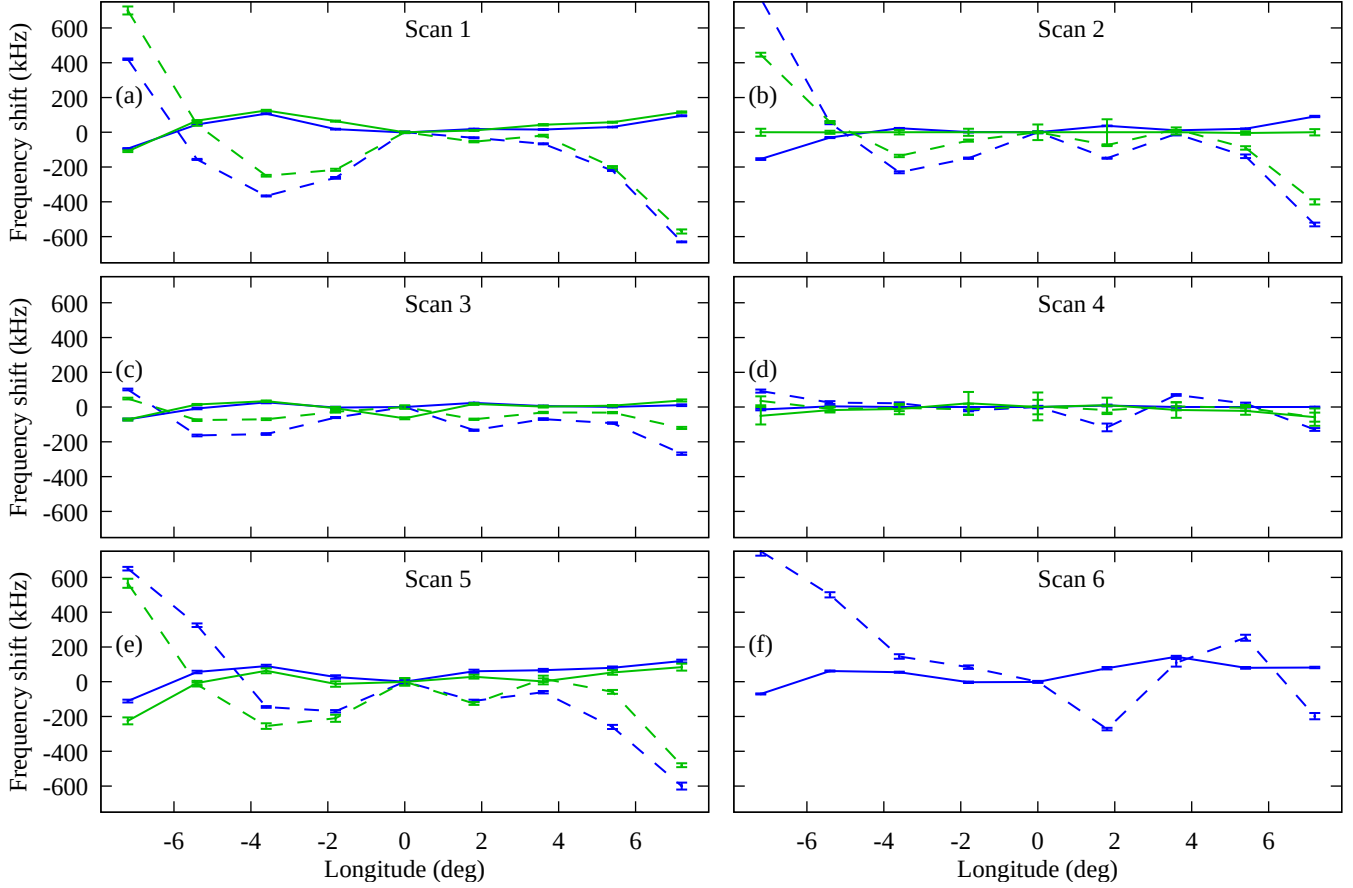 Scan 1
Scan 2
Frequency shift (kHz)
600
400
200
0
-200
-400
-600
(a)
(b)
Scan 3
Scan 4
Frequency shift (kHz)
600
400
200
0
-200
-400
-600
(c)
(d)
Scan 5
Scan 6
Frequency shift (kHz)
600
400
200
0
-200
-400
-600
(e)
(f)
-6 -4 -2 0 2 4 6
-6 -4 -2 0 2 4 6
Longitude (deg)
Longitude (deg)